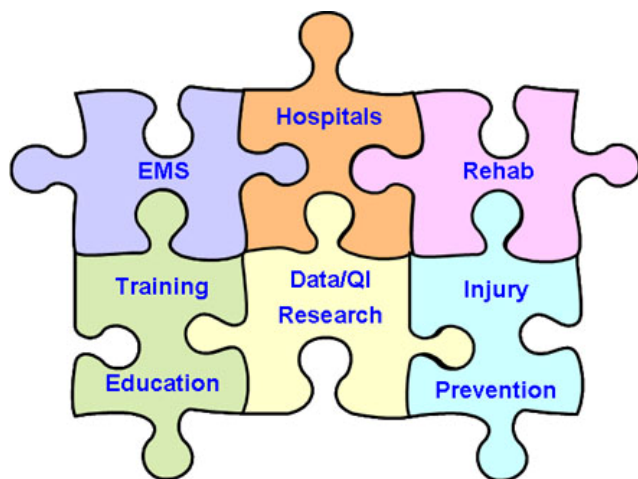 Hospitals
EMS
Rehab
Training
Education
Data/QI
Research
Injury
Prevention